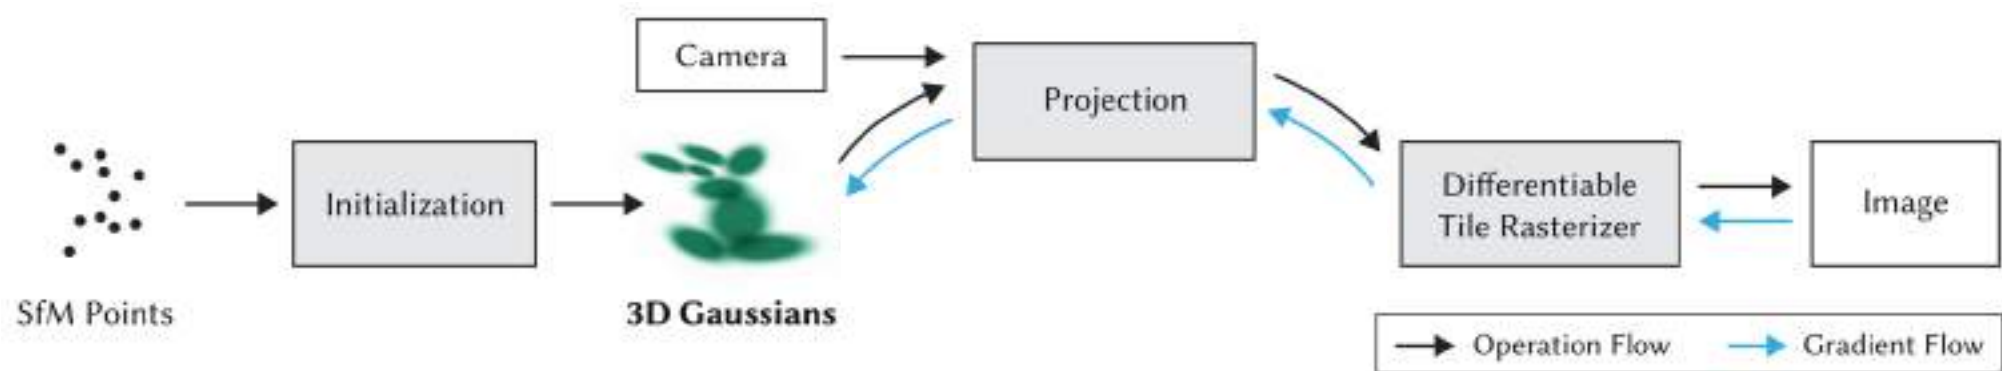 Camera
Projection
Initialization
Differentiable
Tile Rasterizer
Image
SfM Points
3D Gaussians
Operation Flow
Gradient Flow